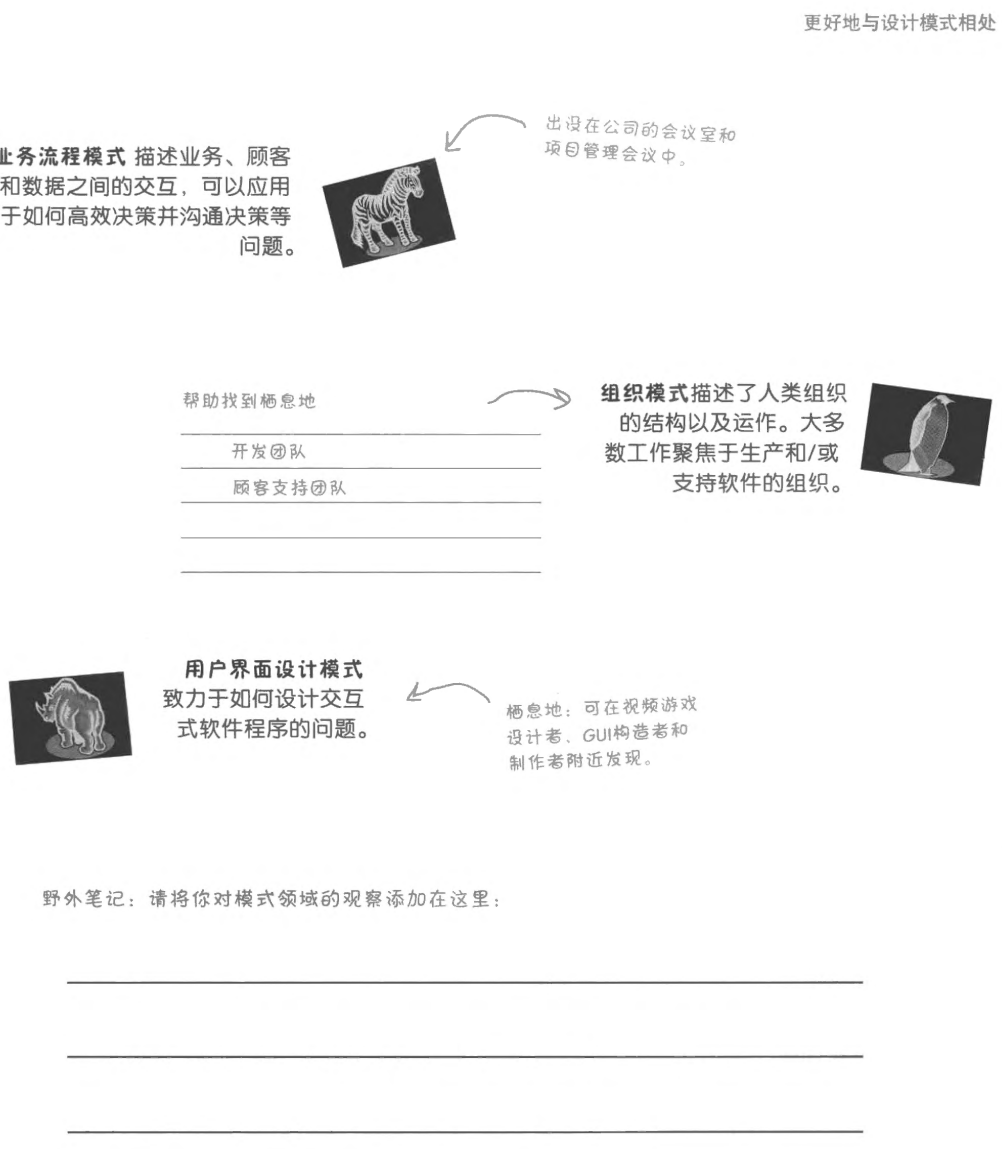 更好地与设计模式相处
出没在公司的会议室和
项目管理会议中。
业务流程模式 描述业务、顾客
和数据之间的交互，可以应用
于如何高效决策并沟通决策等
问题。
帮助找到栖息地
开发团队
顾客支持团队
组织模式描述了人类组织
的结构以及运作。大多
数工作聚焦于生产和/或
支持软件的组织。
用户界面设计模式
致力于如何设计交互
式软件程序的问题。
栖息地：可在视频游戏
设计者、GUI构造者和
制作者附近发现。
野外笔记：请将你对模式领域的观察添加在这里：